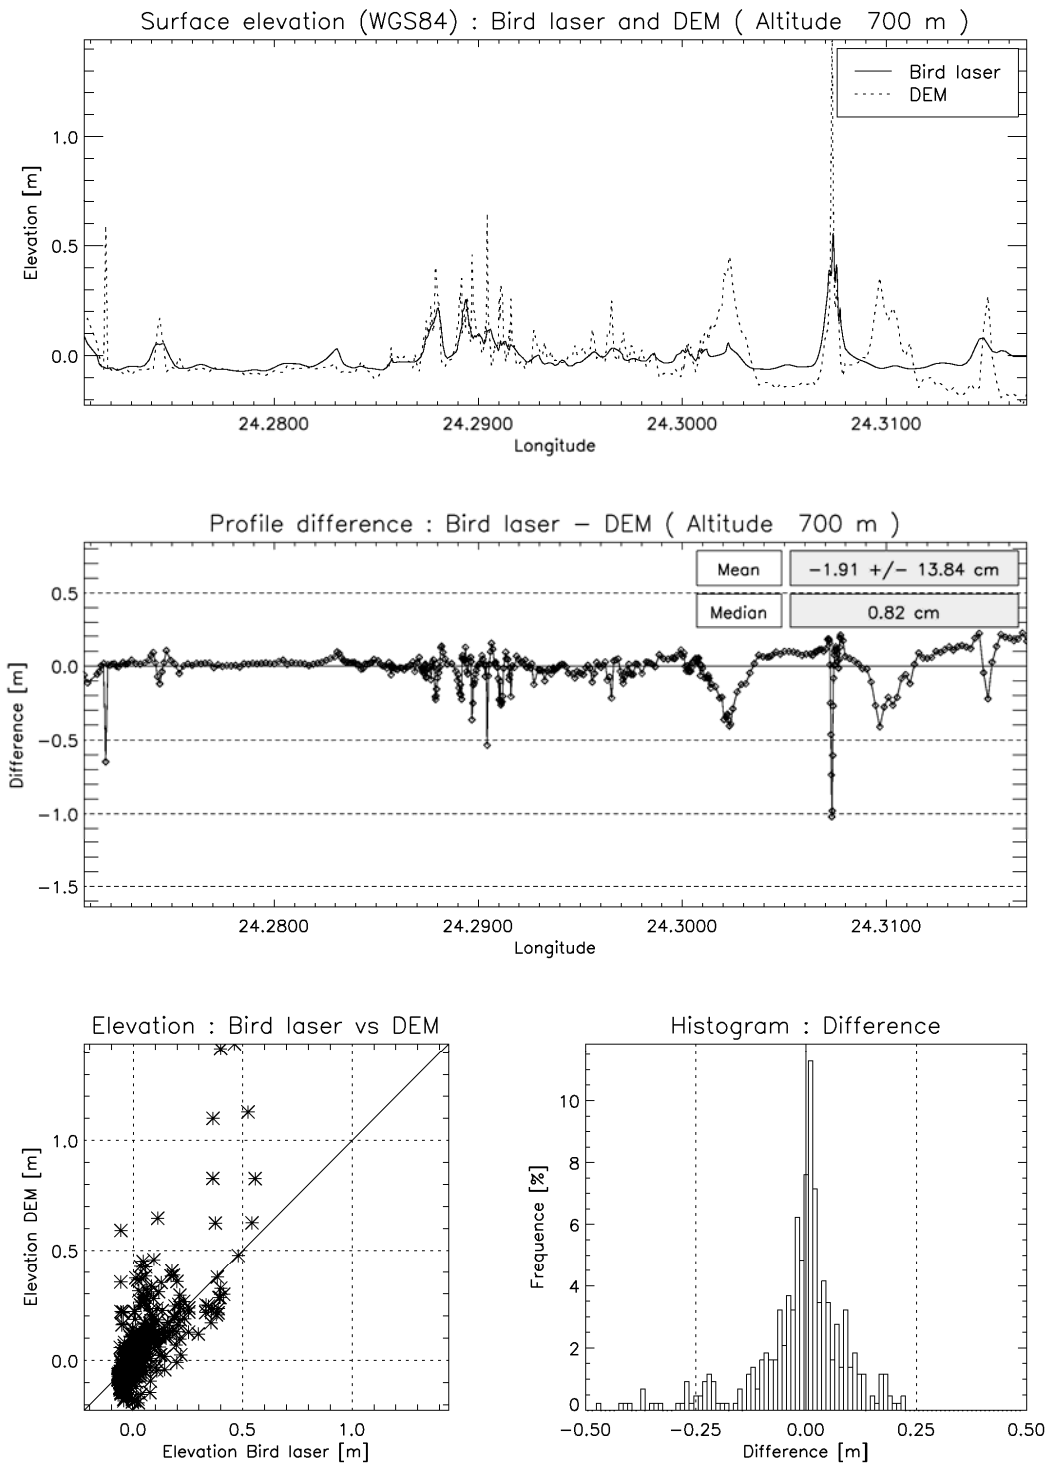 Surface elevation (WGS84) : Bird laser and DEM ( Altitude 700 m )
Bird laser
DEM
Elevation [m]
1.0
0.5
0.0
24.2800 24.2900 24.3000 24.3100
Longitude
Profile difference : Bird laser − DEM ( Altitude 700 m )
Mean −1.91 +/− 13.84 cm
Median 0.82 cm
Difference [m]
0.5
0.0
−0.5
−1.0
−1.5
24.2800 24.2900 24.3000 24.3100
Longitude
Elevation : Bird laser vs DEM
Elevation DEM [m]
1.0
0.5
0.0
0.0 0.5 1.0
Elevation Bird laser [m]
Histogram : Difference
Frequence [%]
10
8
6
4
2
0
−0.50 −0.25 0.00 0.25 0.50
Difference [m]